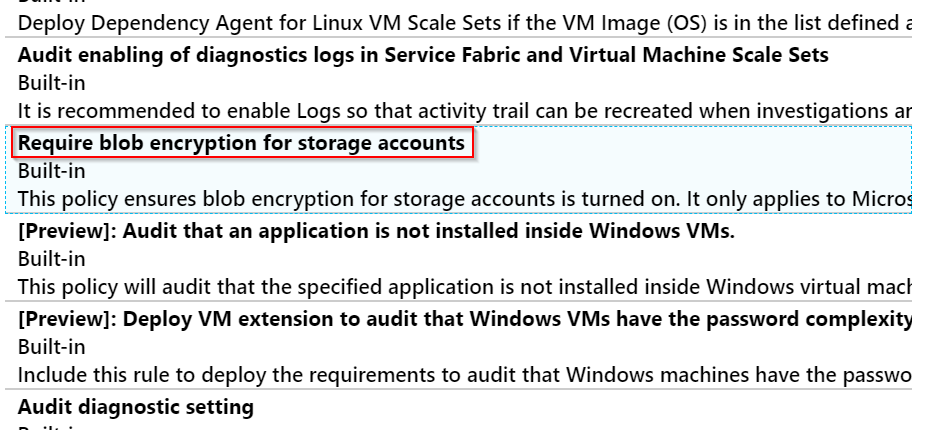 Built-in
Deploy Dependency Agent for Linux VM Scale Sets if the VM Image (OS) is in the list defined a
Audit enabling of diagnostics logs in Service Fabric and Virtual Machine Scale Sets
Built-in
It is recommended to enable Logs so that activity trail can be recreated when investigations ar
Require blob encryption for storage accounts
Built-in
This policy ensures blob encryption for storage accounts is turned on. It only applies to Micros
[Preview]: Audit that an application is not installed inside Windows VMs.
Built-in
This policy will audit that the specified application is not installed inside Windows virtual mach
[Preview]: Deploy VM extension to audit that Windows VMs have the password complexity
Built-in
Include this rule to deploy the requirements to audit that Windows machines have the passwo
Audit diagnostic setting
Built-in